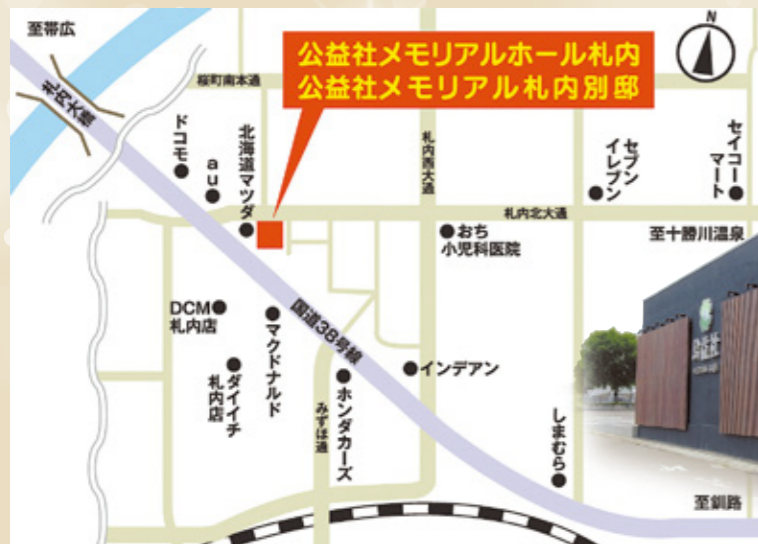 至帯広
N
公益社メモリアルホール札内
公益社メモリアル札内別邸
札内大橋
桜町南本通
ドコモ
au
北海道マツダ
札内西大通
セブン
イレブン
セイコー
マート
札内北大通
おち
小児科医院
至十勝川温泉
DCM
札内店
マクドナルド
国道38号線
ダイイチ
札内店
みずほ通
ホンダカーズ
インデアン
しまむら
至釧路